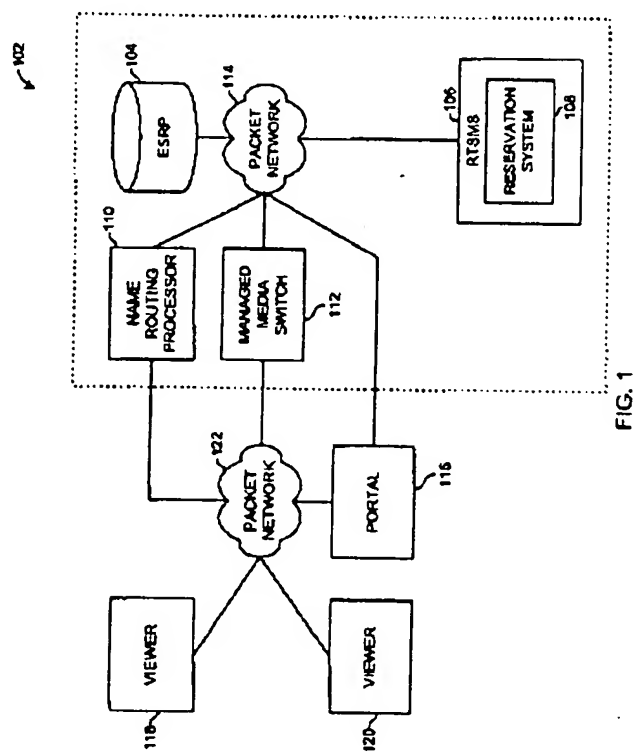 102
VIEWER
118
VIEWER
120
PACKET
NETWORK
122
PORTAL
116
NAME
ROUTING
PROCESSOR
110
MANAGED
MEDIA
SWITCH
112
ESRP
104
PACKET
NETWORK
114
RTSMS
106
RESERVATION
SYSTEM
108
FIG. 1